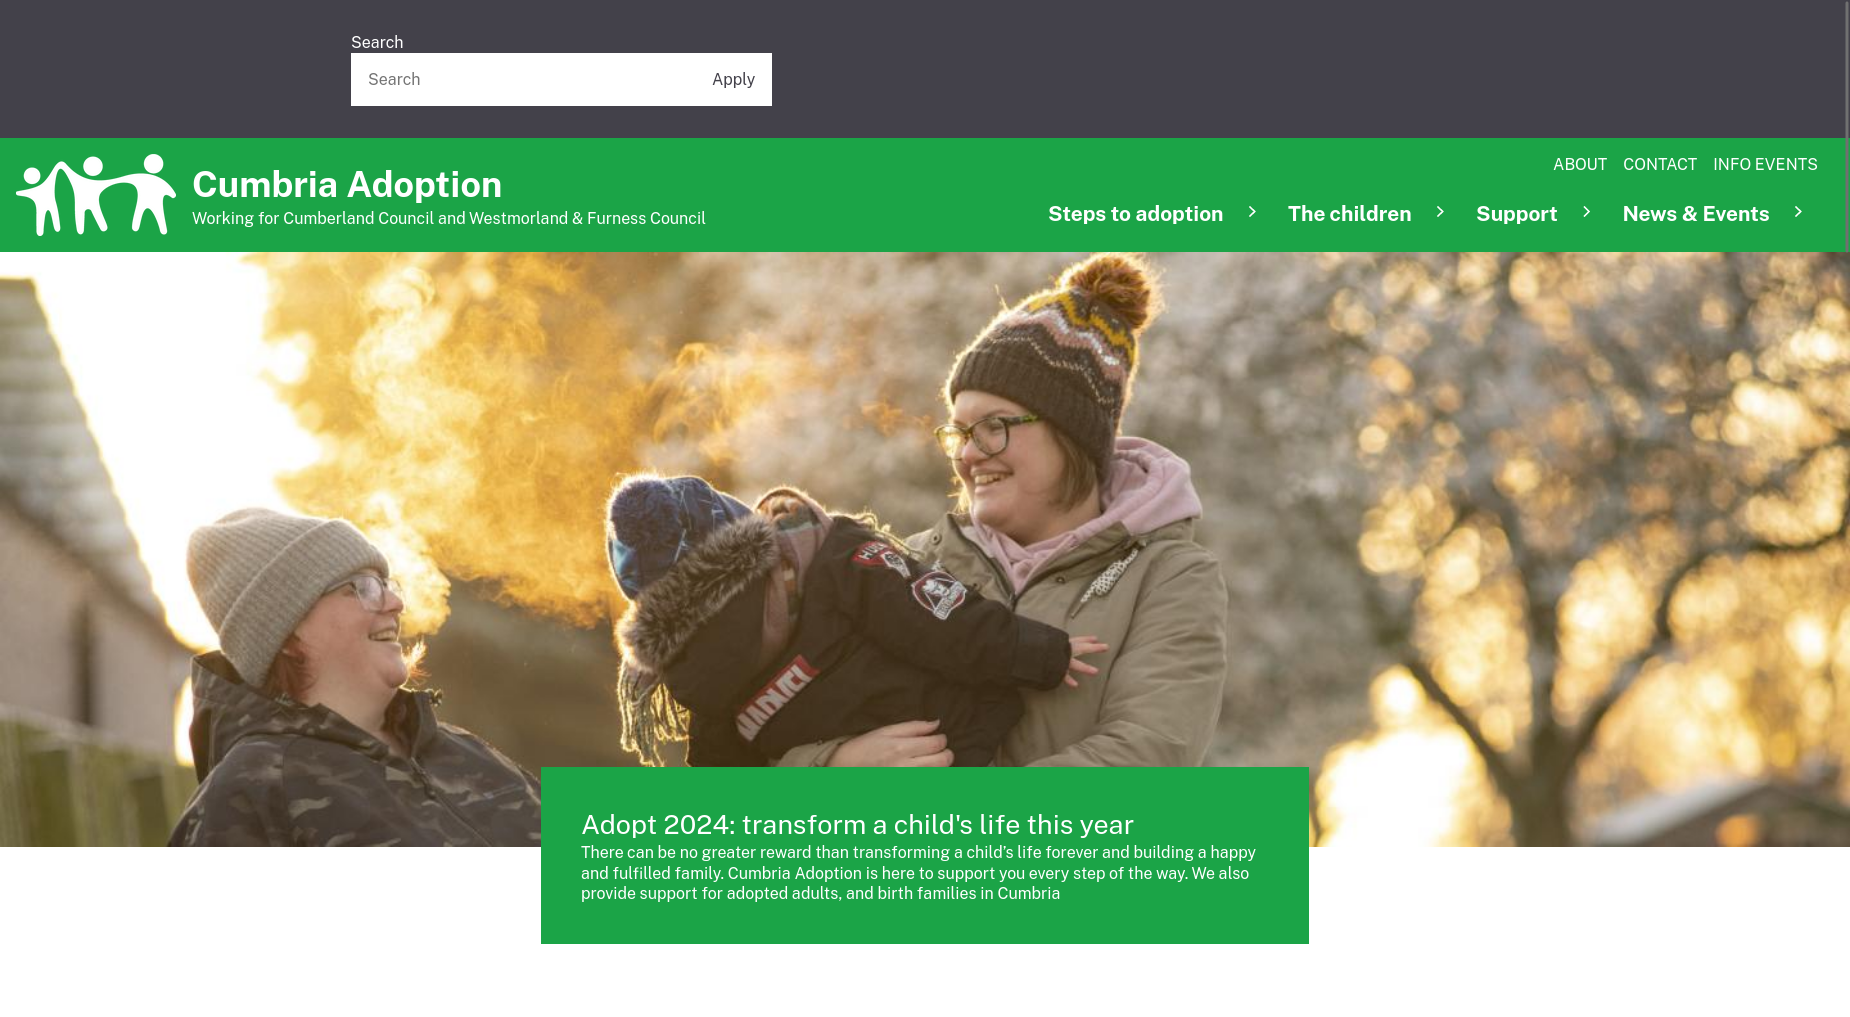 Search
Search
Apply
Cumbria Adoption
Working for Cumberland Council and Westmorland & Furness Council
ABOUT
CONTACT
INFO EVENTS
Steps to adoption
The children
Support
News & Events
Adopt 2024: transform a child's life this year
There can be no greater reward than transforming a child’s life forever and building a happy
and fulfilled family. Cumbria Adoption is here to support you every step of the way. We also
provide support for adopted adults, and birth families in Cumbria